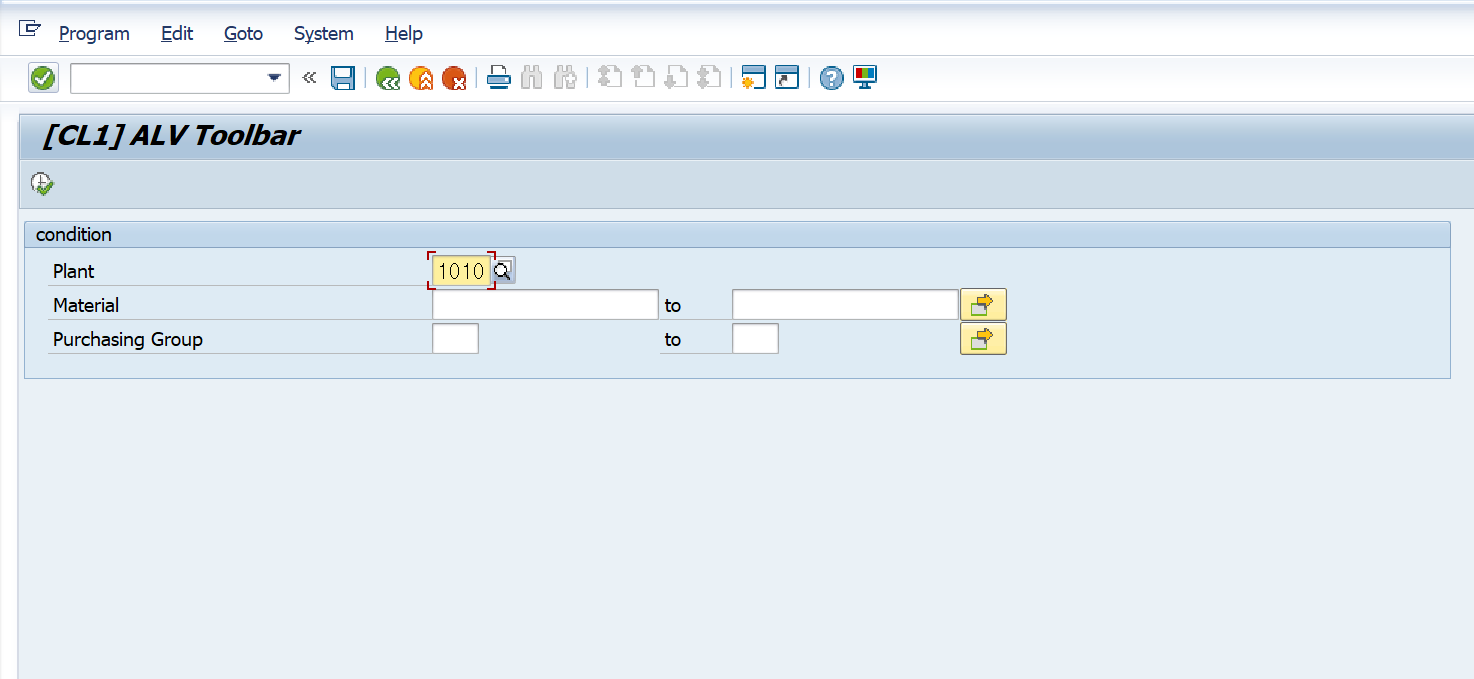 Program Edit Goto System Help
[CL1] ALV Toolbar
condition
Plant 1010
Material to
Purchasing Group to